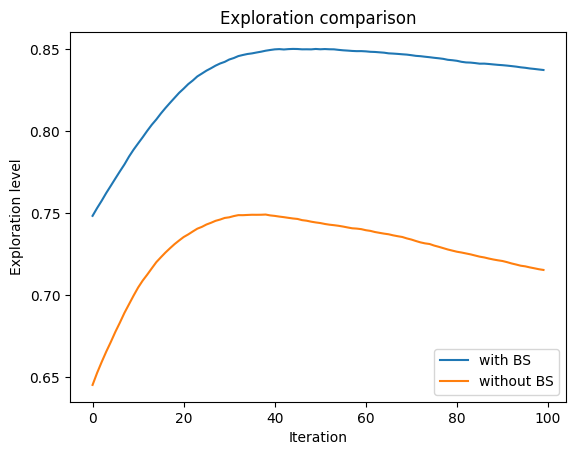 Exploration comparison
Exploration level
0.85
0.80
0.75
0.70
0.65
with BS
without BS
0
20
40
60
80
100
Iteration